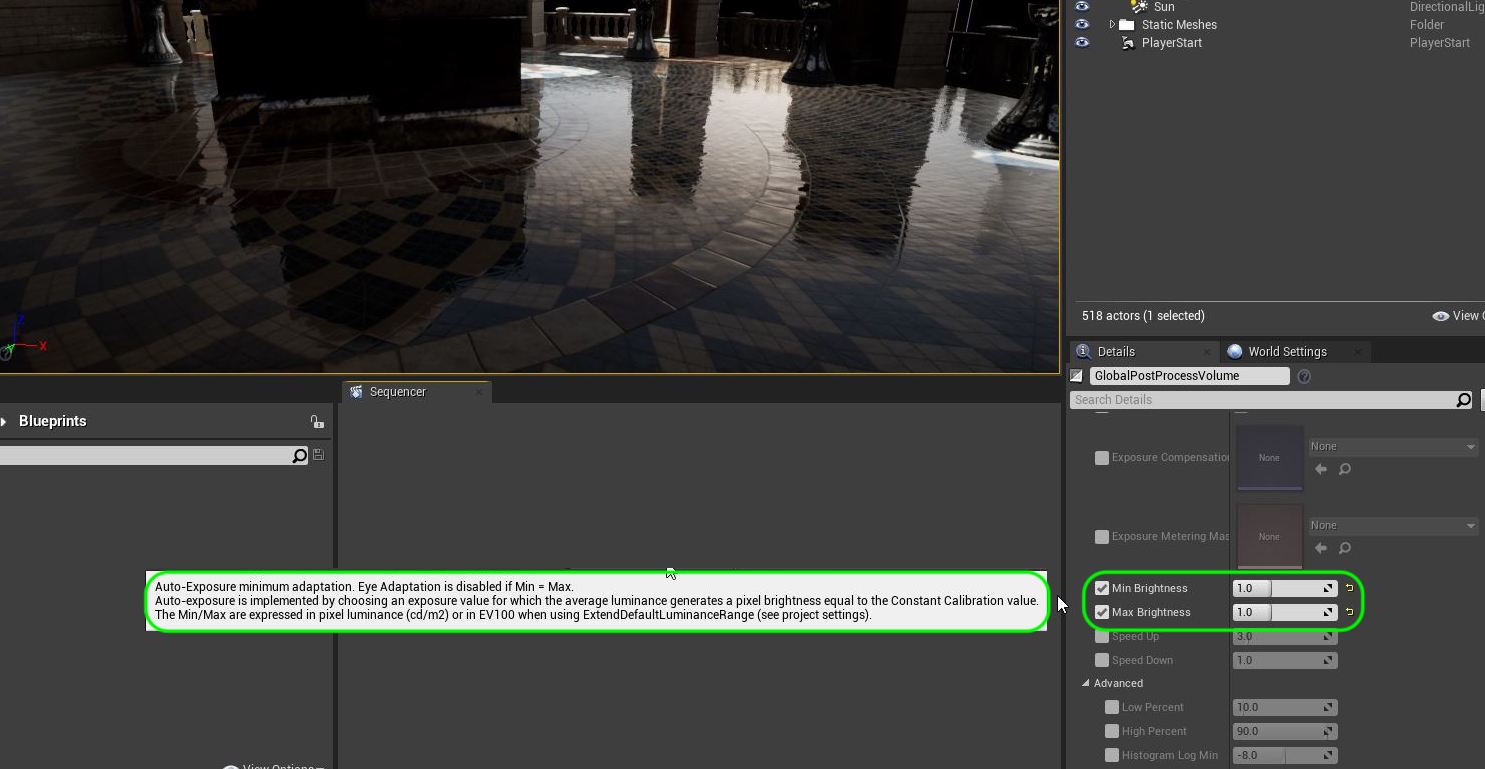 Sun DirectionalLig
Static Meshes Folder
PlayerStart PlayerStart
518 actors (1 selected) View
Z
X
Details World Settings
GlobalPostProcessVolume
Search Details
Exposure Compensation None None
Exposure Metering Mas None None
Min Brightness 1.0
Max Brightness 1.0
Speed Up 3.0
Speed Down 1.0
Advanced
Low Percent 10.0
High Percent 90.0
Histogram Log Min -8.0
Sequencer
Blueprints
Auto-Exposure minimum adaptation. Eye Adaptation is disabled if Min = Max.
Auto-exposure is implemented by choosing an exposure value for which the average luminance generates a pixel brightness equal to the Constant Calibration value.
The Min/Max are expressed in pixel luminance (cd/m2) or in EV100 when using ExtendDefaultLuminanceRange (see project settings).
View Options